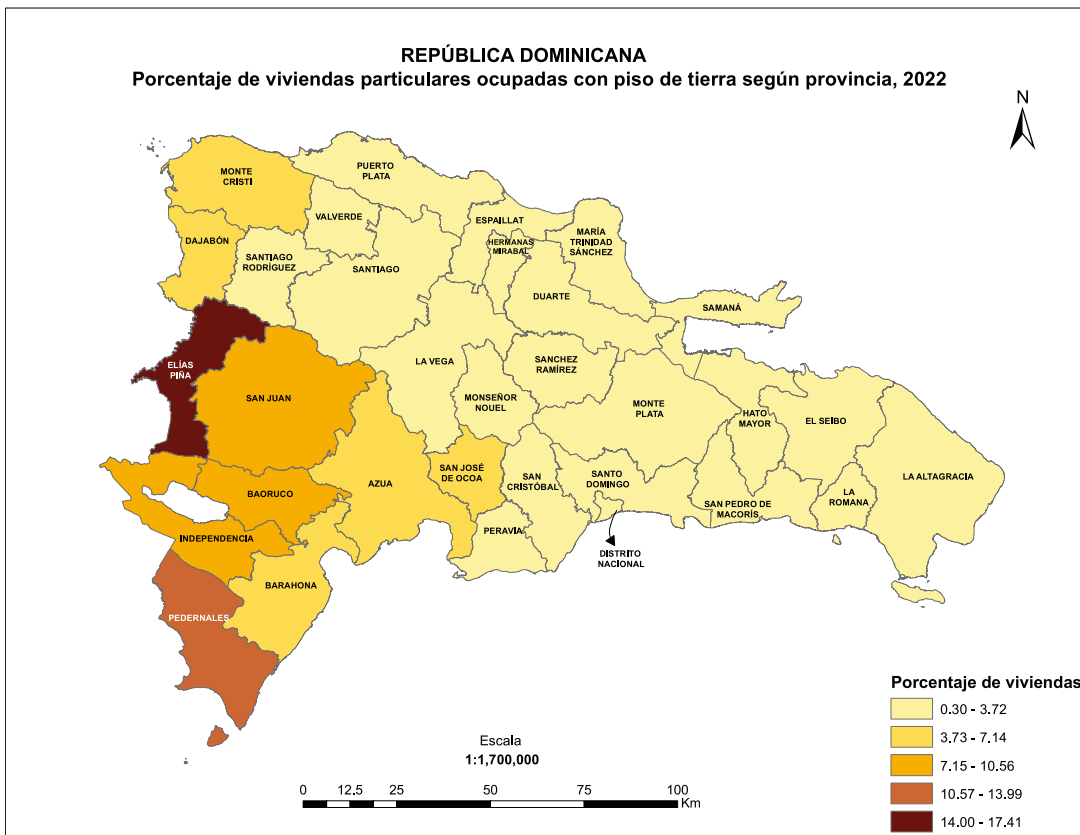 REPÚBLICA DOMINICANA
Porcentaje de viviendas particulares ocupadas con piso de tierra según provincia, 2022
N
MONTE
CRISTI
PUERTO
PLATA
VALVERDE
ESPAILLAT
HERMANAS
MIRABAL
MARÍA
TRINIDAD
SÁNCHEZ
DAJABÓN
SANTIAGO
RODRÍGUEZ
SANTIAGO
DUARTE
SAMANÁ
ELÍAS
PIÑA
SAN JUAN
LA VEGA
SANCHEZ
RAMÍREZ
MONSEÑOR
NOUEL
MONTE
PLATA
HATO
MAYOR
EL SEIBO
LA ALTAGRACIA
BAORUCO
AZUA
SAN JOSÉ
DE OCOA
SAN
CRISTÓBAL
SANTO
DOMINGO
SAN PEDRO DE
MACORÍS
LA
ROMANA
INDEPENDENCIA
PERAVIA
DISTRITO
NACIONAL
BARAHONA
PEDERNALES
Escala
1:1,700,000
0 12.5 25 50 75 100
Km
Porcentaje de viviendas
0.30 - 3.72
3.73 - 7.14
7.15 - 10.56
10.57 - 13.99
14.00 - 17.41